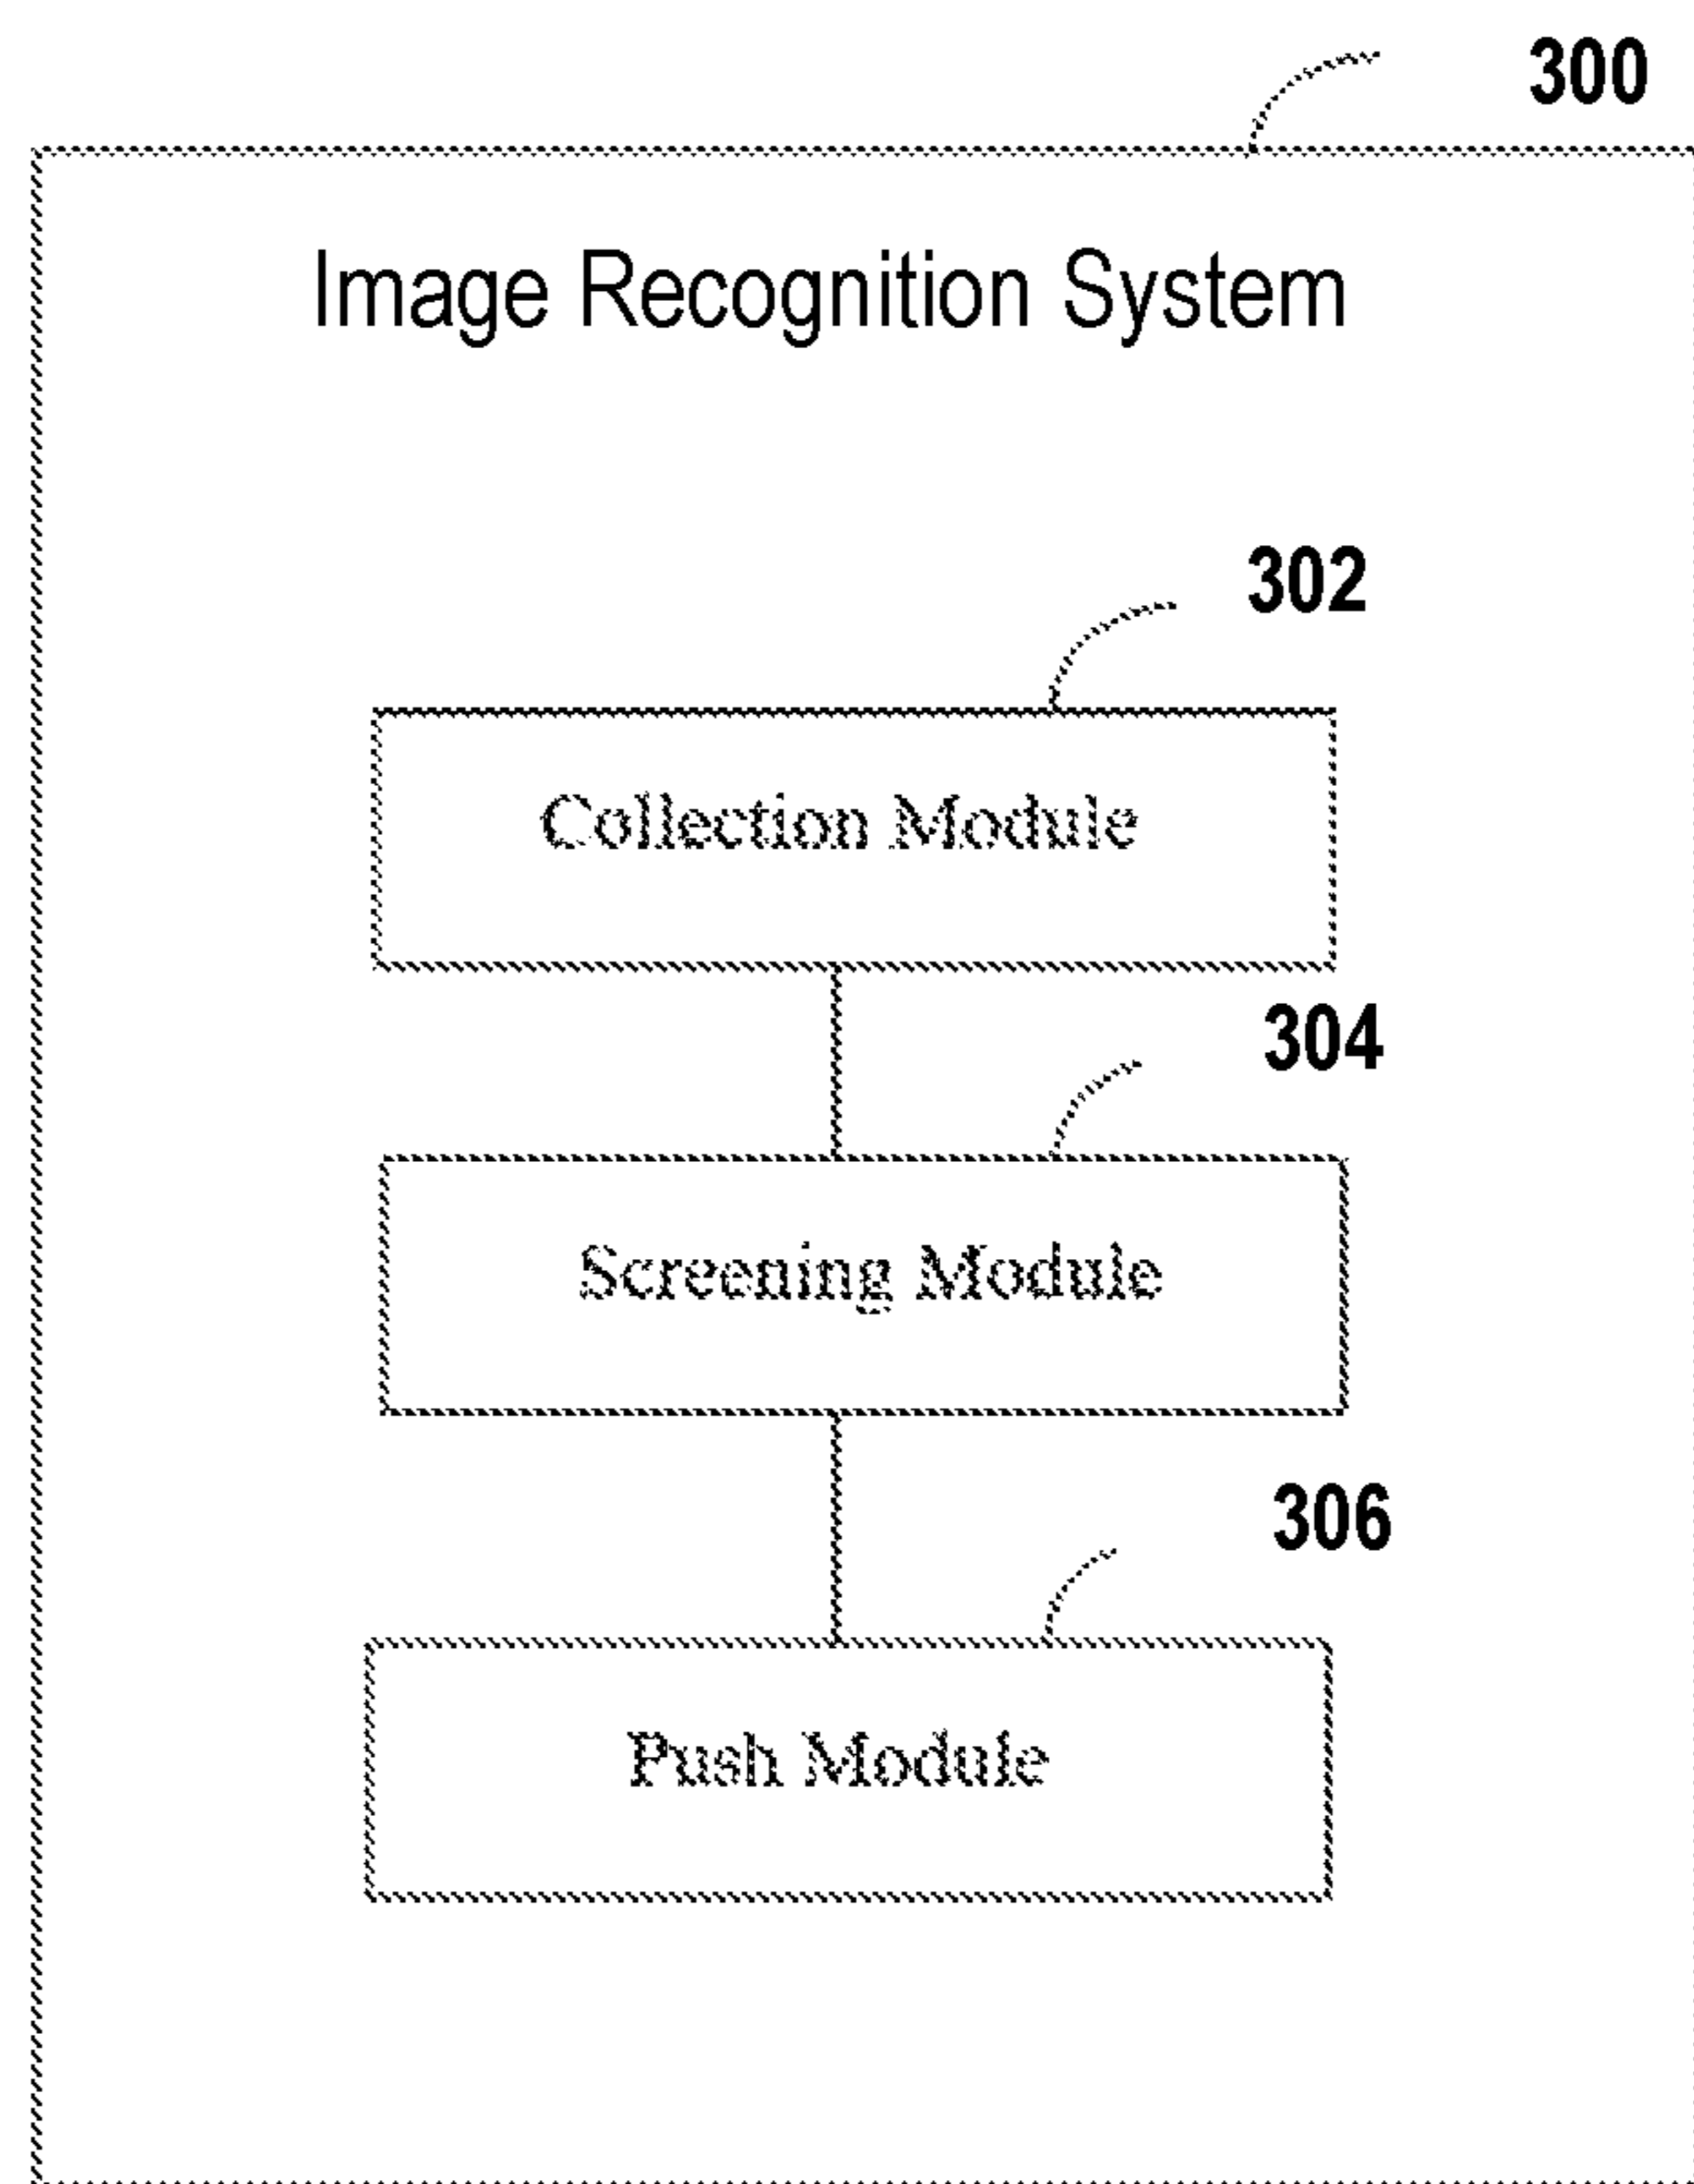 300
Image Recognition System
302
Collection Module
304
Screening Module
306
Push Module